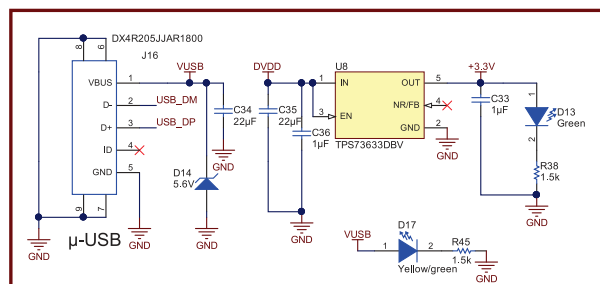 DX4R205JJAR1800
J16
8 6
VBUS 1
D- 2 USB_DM
D+ 3 USB_DP
ID 4
GND 5
9 7
µ-USB
GND
GND
VUSB
C34
22µF
GND
D14
5.6V
GND
DVDD
C35
22µF
C36
1µF
GND
U8
1 IN OUT 5
3 EN NR/FB 4
GND 2
TPS73633DBV
GND
+3.3V
C33
1µF
1
D13
Green
2
R38
1.5k
GND
VUSB
D17
1 2
Yellow/green
R45
1.5k
GND